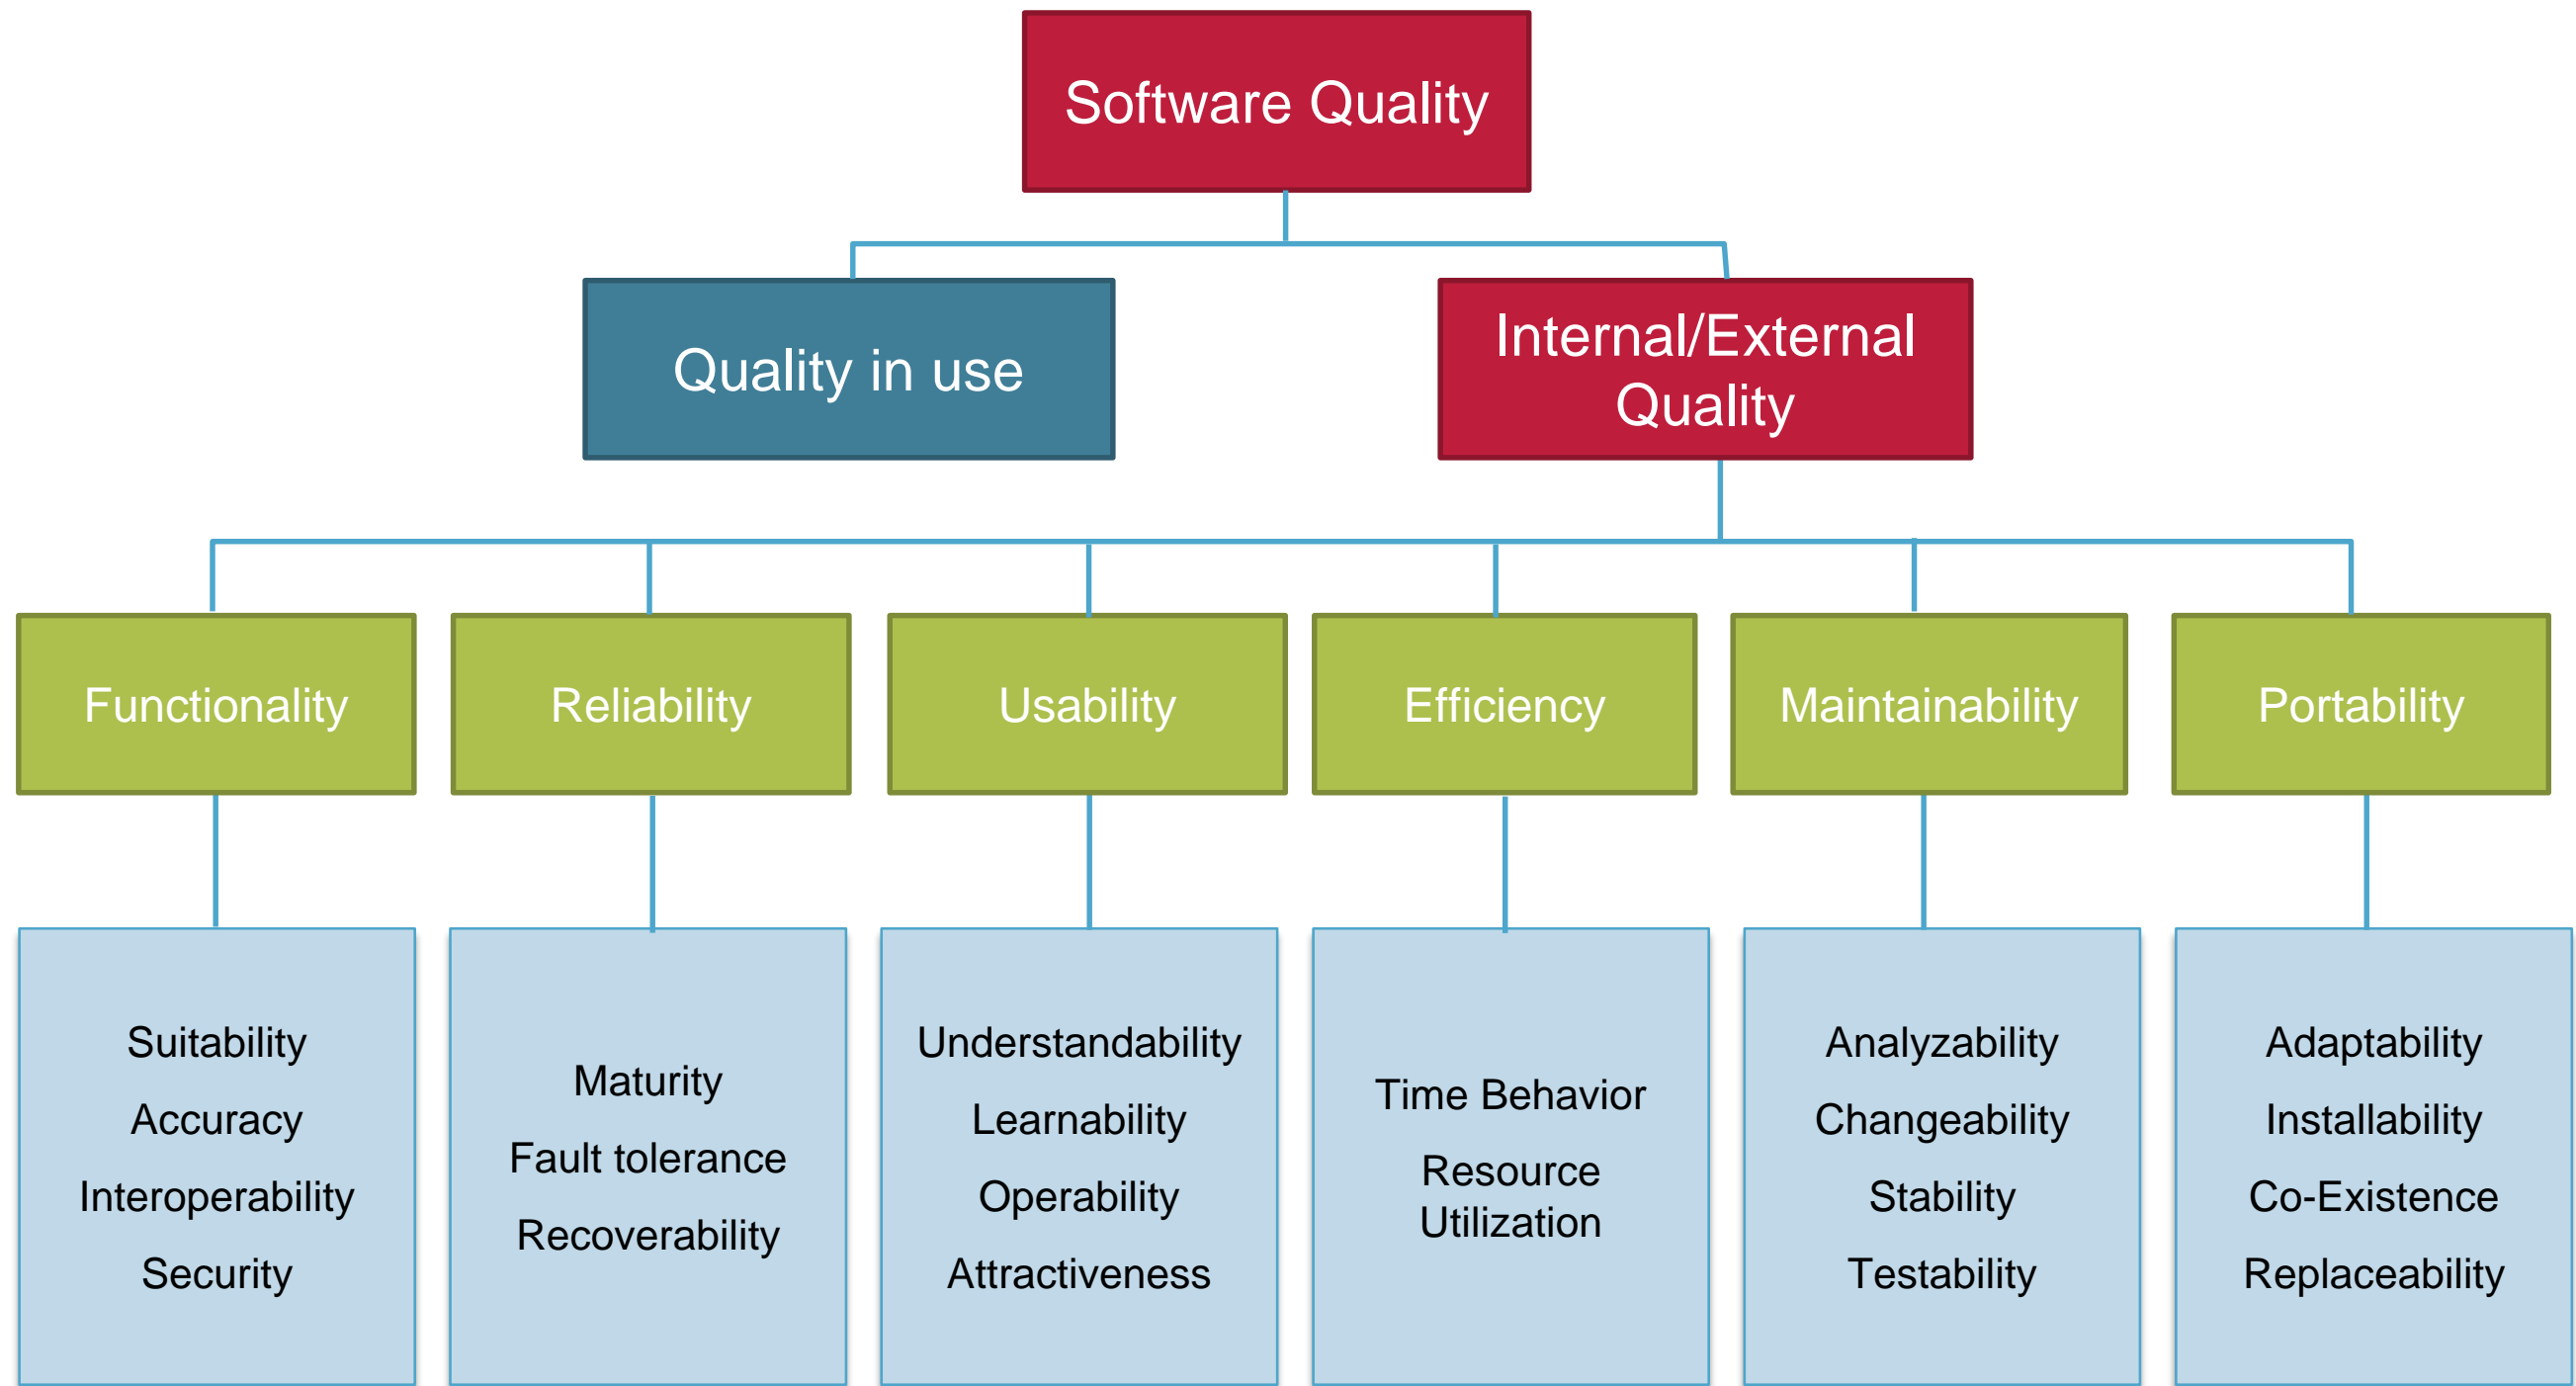 Software Quality
Quality in use
Internal/External
Quality
Functionality
Reliability
Usability
Efficiency
Maintainability
Portability
Suitability
Accuracy
Interoperability
Security
Maturity
Fault tolerance
Recoverability
Understandability
Learnability
Operability
Attractiveness
Time Behavior
Resource
Utilization
Analyzability
Changeability
Stability
Testability
Adaptability
Installability
Co-Existence
Replaceability